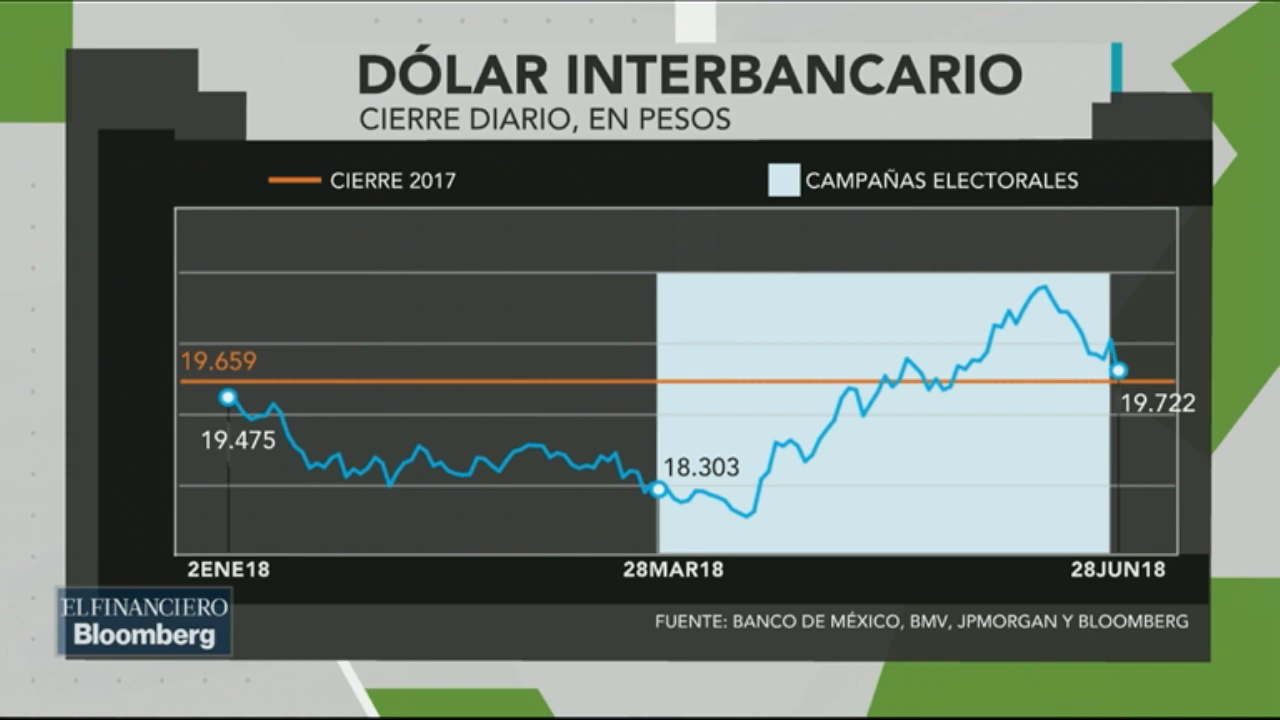 DÓLAR INTERBANCARIO
CIERRE DIARIO, EN PESOS
CIERRE 2017
CAMPAÑAS ELECTORALES
19.659
19.475
18.303
19.722
2ENE18
28MAR18
28JUN18
EL FINANCIERO
Bloomberg
FUENTE: BANCO DE MÉXICO, BMV, JPMORGAN Y BLOOMBERG